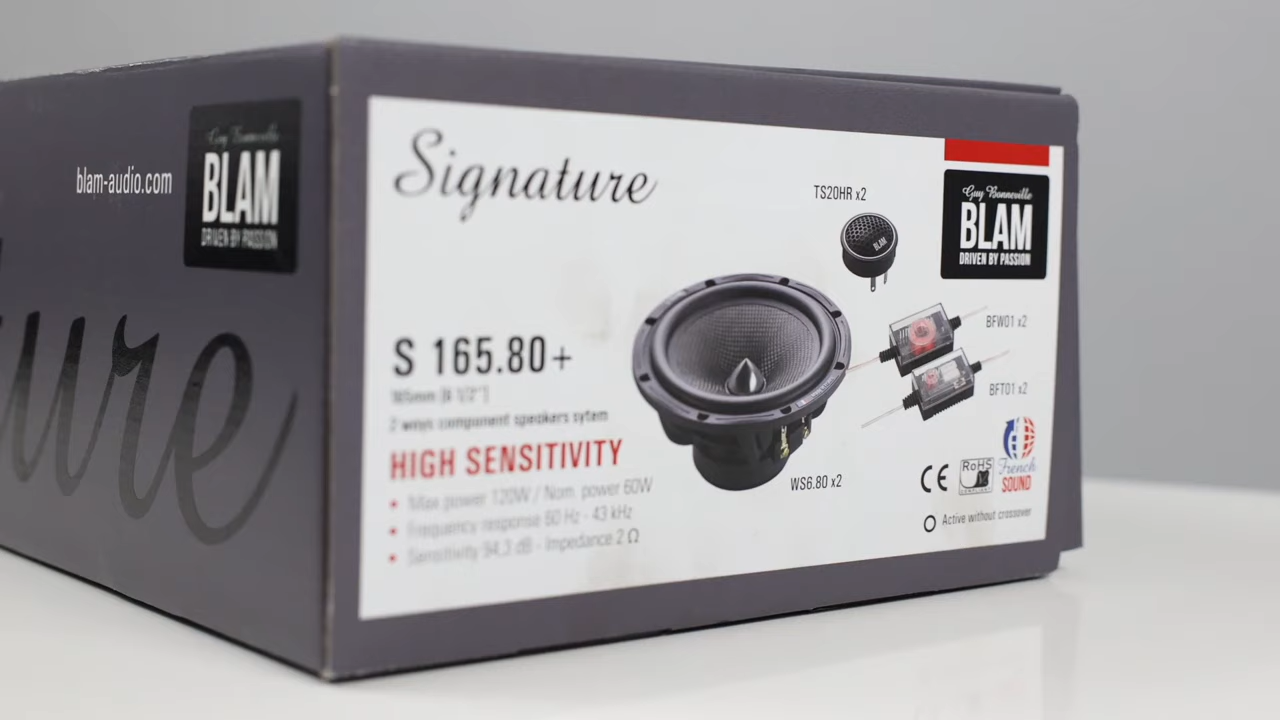 blam-audio.com
Guy Bonneville
BLAM
DRIVEN BY PASSION
ure
Signature
TS20HR x2
Guy Bonneville
BLAM
DRIVEN BY PASSION
BLAM
BFW01 x2
BFT01 x2
S 165.80+
165mm [6 1/2"]
2 ways component speakers sytem
HIGH SENSITIVITY
• Max power 120W / Nom. power 60W
• Frequency response 60 Hz - 43 kHz
• Sensitivity 94,3 dB - Impedance 2 Ω
WS6.80 x2
CE
RoHS
COMPLIANT
French
SOUND
Active without crossover